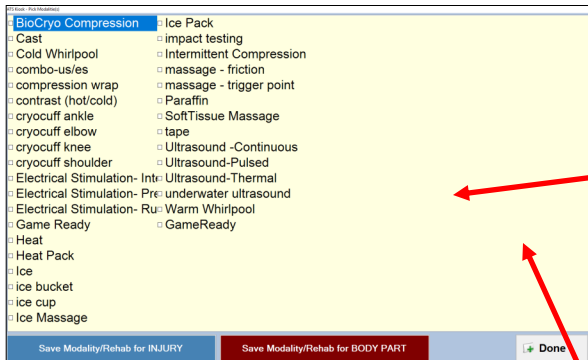 ATS Kiosk - Pick Modalitie(s)
BioCryo Compression
Cast
Cold Whirlpool
combo-us/es
compression wrap
contrast (hot/cold)
cryocuff ankle
cryocuff elbow
cryocuff knee
cryocuff shoulder
Electrical Stimulation- Inte
Electrical Stimulation- Pre
Electrical Stimulation- Ru
Game Ready
Heat
Heat Pack
Ice
ice bucket
ice cup
Ice Massage
Ice Pack
impact testing
Intermittent Compression
massage - friction
massage - trigger point
Paraffin
SoftTissue Massage
tape
Ultrasound -Continuous
Ultrasound-Pulsed
Ultrasound-Thermal
underwater ultrasound
Warm Whirlpool
GameReady
Save Modality/Rehab for INJURY
Save Modality/Rehab for BODY PART
Done